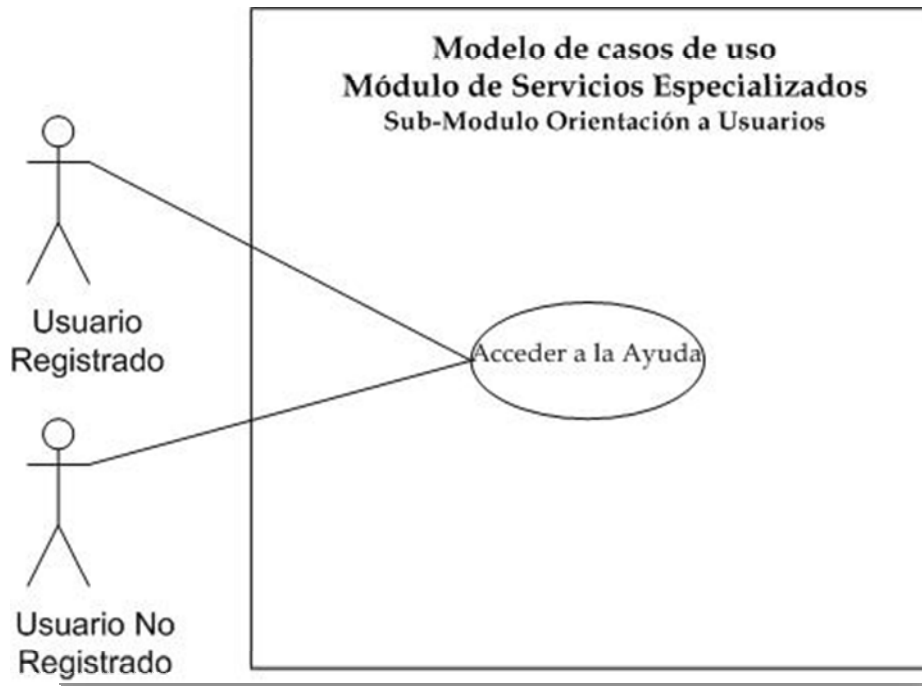 Modelo de casos de uso
Módulo de Servicios Especializados
Sub-Modulo Orientación a Usuarios
Usuario
Registrado
Acceder a la Ayuda
Usuario No
Registrado